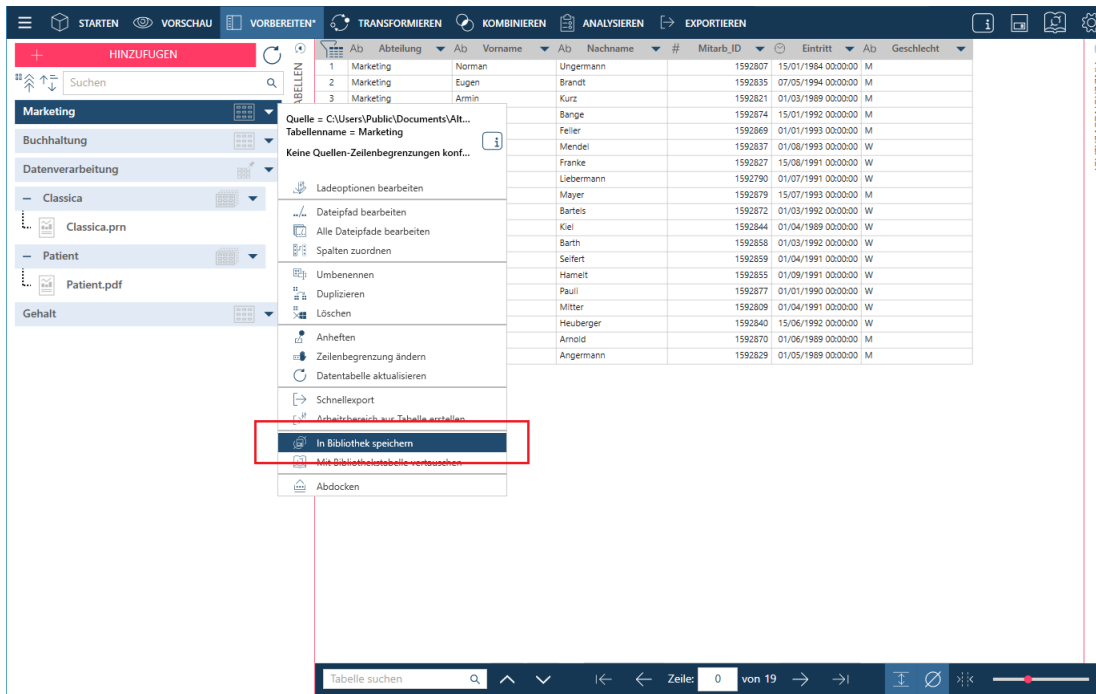 STARTEN VORSCHAU VORBEREITEN* TRANSFORMIEREN KOMBINIEREN ANALYSIEREN EXPORTIEREN
HINZUFÜGEN
Suchen
Marketing
Buchhaltung
Datenverarbeitung
Classica
Classica.prn
Patient
Patient.pdf
Gehalt
Ab Abteilung Ab Vorname Ab Nachname # Mitarb_ID Eintritt Ab Geschlecht
1 Marketing Norman Ungermann 1592807 15/01/1984 00:00:00 M
2 Marketing Eugen Brandt 1592835 07/05/1994 00:00:00 M
3 Marketing Armin Kurz 1592821 01/03/1989 00:00:00 M
Bange 1592874 15/01/1992 00:00:00 M
Feller 1592869 01/01/1993 00:00:00 M
Mendel 1592837 01/08/1993 00:00:00 M
Franke 1592827 15/08/1991 00:00:00 M
Liebermann 1592790 01/07/1991 00:00:00 M
Mayer 1592879 15/07/1993 00:00:00 M
Bartels 1592872 01/03/1992 00:00:00 W
Kiel 1592844 01/04/1989 00:00:00 W
Barth 1592858 01/03/1992 00:00:00 W
Seifert 1592859 01/04/1991 00:00:00 W
Hamelt 1592855 01/09/1991 00:00:00 W
Pauli 1592877 01/01/1990 00:00:00 W
Mitter 1592809 01/04/1991 00:00:00 W
Heuberger 1592840 15/06/1992 00:00:00 W
Arnold 1592870 01/06/1989 00:00:00 M
Angermann 1592829 01/05/1989 00:00:00 M
Quelle = C:\Users\Public\Documents\Alt...
Tabellenname = Marketing
Keine Quellen-Zeilenbegrenzungen konf...
Ladeoptionen bearbeiten
Dateipfad bearbeiten
Alle Dateipfade bearbeiten
Spalten zuordnen
Umbenennen
Duplizieren
Löschen
Anheften
Zeilenbegrenzung ändern
Datentabelle aktualisieren
Schnellexport
Arbeitsbereich aus Tabelle erstellen
In Bibliothek speichern
Mit Bibliothekstabelle vertauschen
Abdocken
Tabelle suchen Zeile: 0 von 19